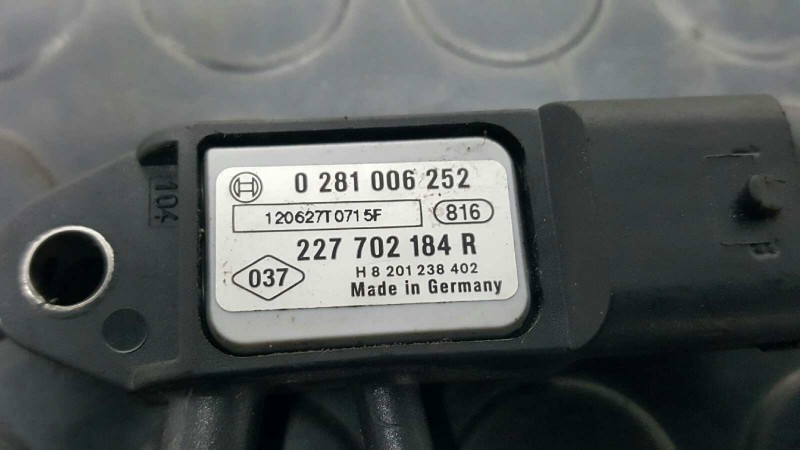 0 281 006 252
120627T0715F 816
227 702 184 R
037 H 8 201 238 402
Made in Germany
104